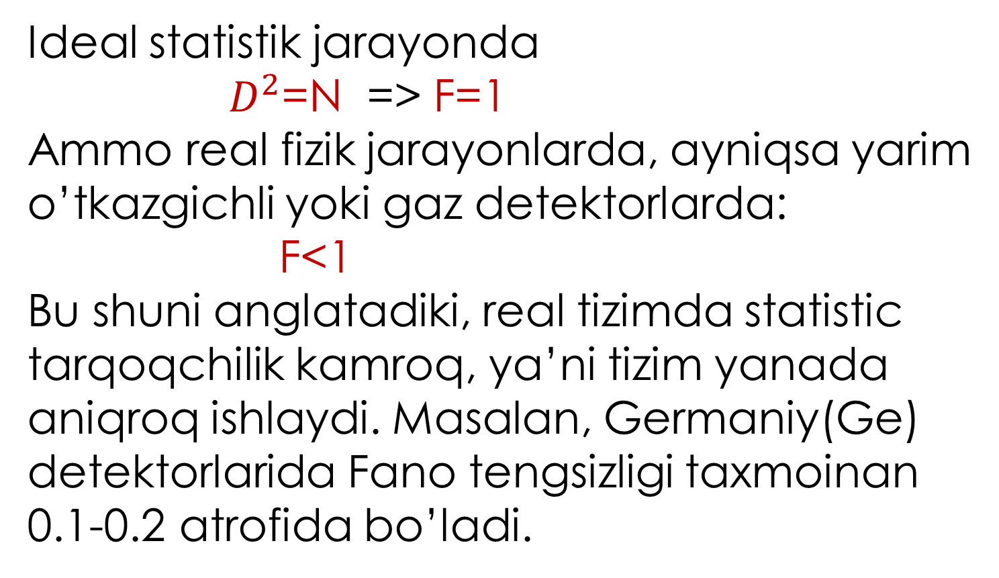 Ideal statistik jarayonda
D²=N => F=1
Ammo real fizik jarayonlarda, ayniqsa yarim
o’tkazgichli yoki gaz detektorlarda:
F<1
Bu shuni anglatadiki, real tizimda statistic
tarqoqchilik kamroq, ya’ni tizim yanada
aniqroq ishlaydi. Masalan, Germaniy(Ge)
detektorlarida Fano tengsizligi taxmoinan
0.1-0.2 atrofida bo’ladi.